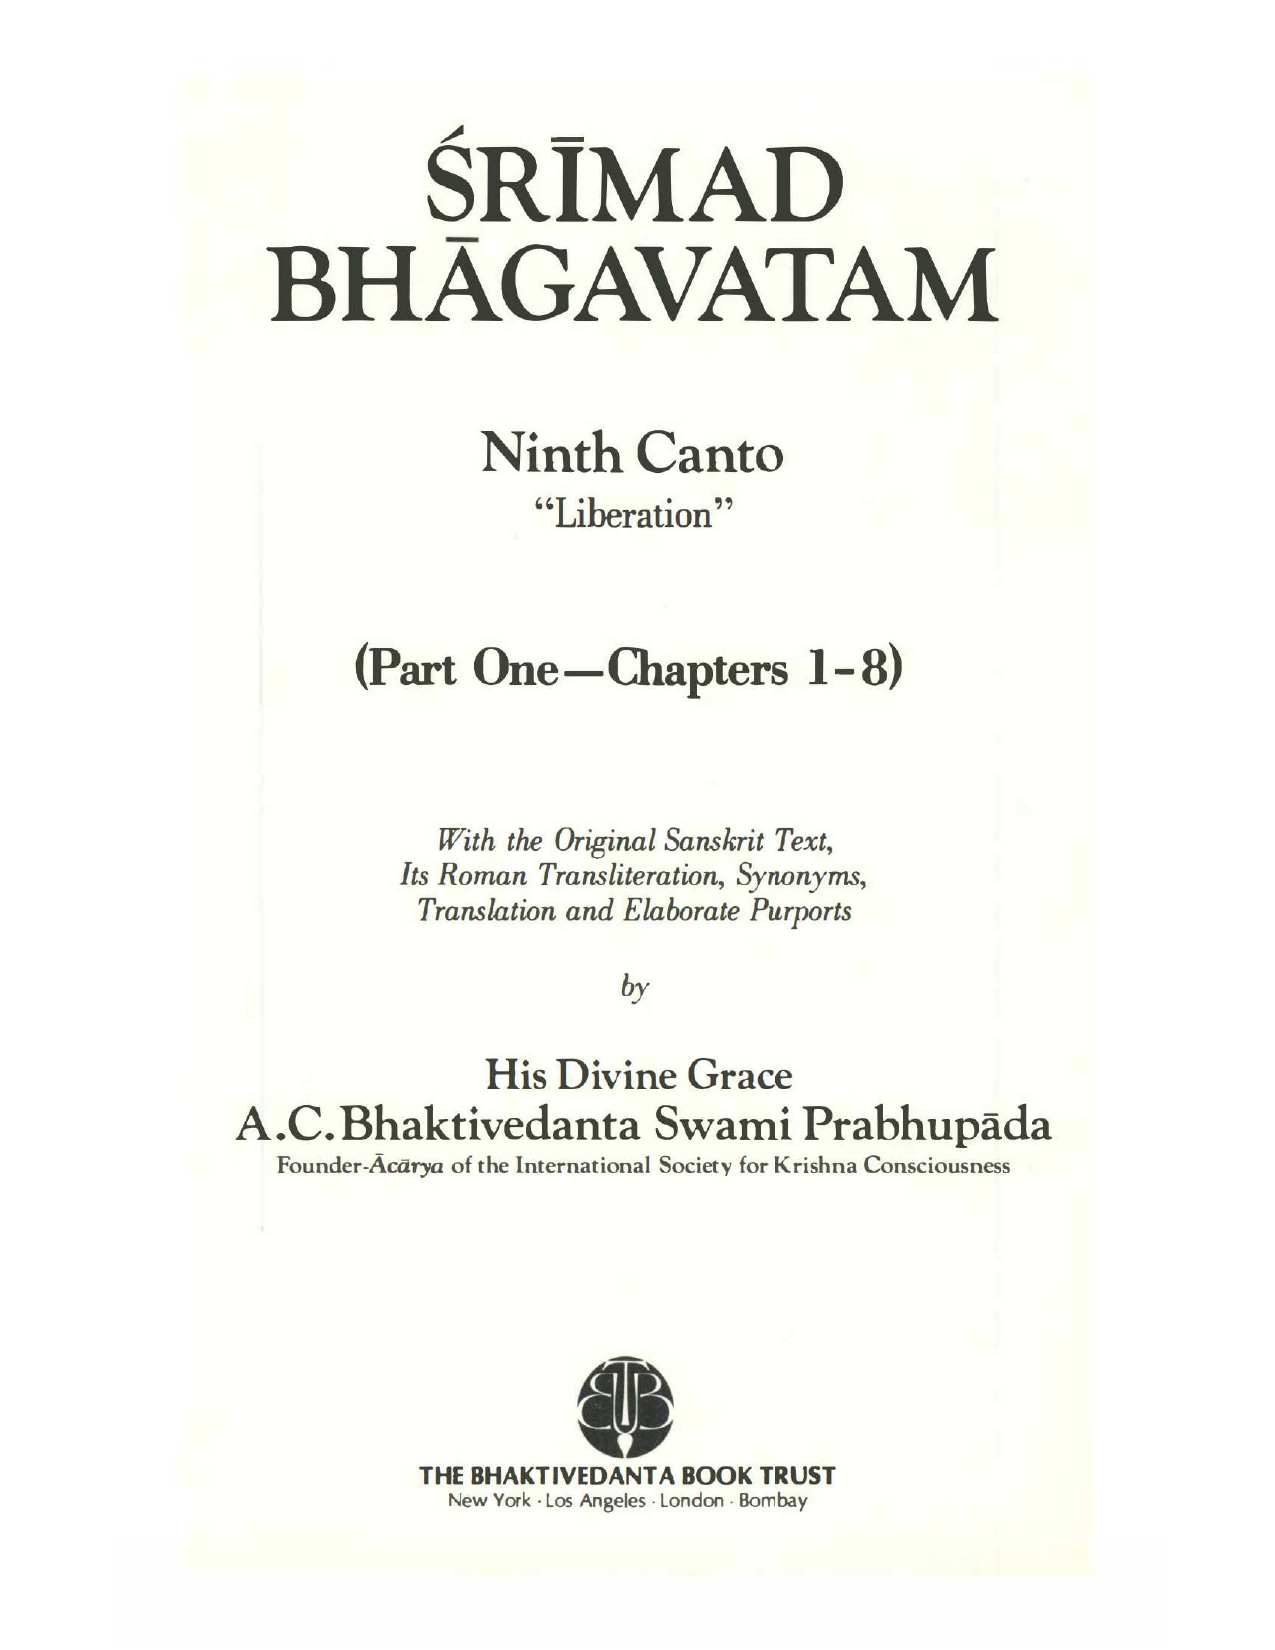 ŚRĪMAD
BHĀGAVATAM
Ninth Canto
“Liberation”
(Part One—Chapters 1-8)
With the Original Sanskrit Text,
Its Roman Transliteration, Synonyms,
Translation and Elaborate Purports
by
His Divine Grace
A.C. Bhaktivedanta Swami Prabhupāda
Founder-Ācārya of the International Society for Krishna Consciousness
BTB
THE BHAKTIVEDANTA BOOK TRUST
New York · Los Angeles · London · Bombay